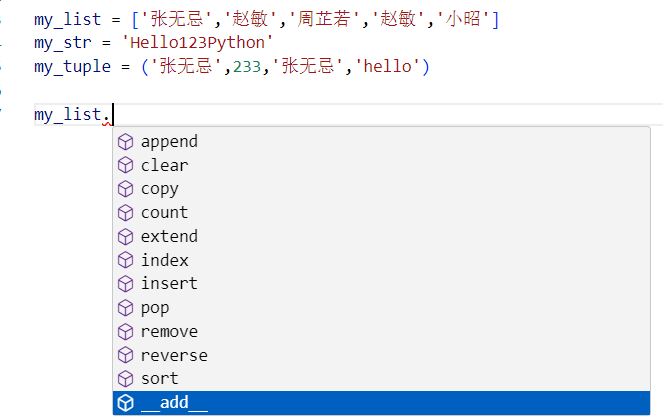 my_list = ['张无忌','赵敏','周芷若','赵敏','小昭']
my_str = 'Hello123Python'
my_tuple = ('张无忌',233,'张无忌','hello')
my_list.
append
clear
copy
count
extend
index
insert
pop
remove
reverse
sort
__add__